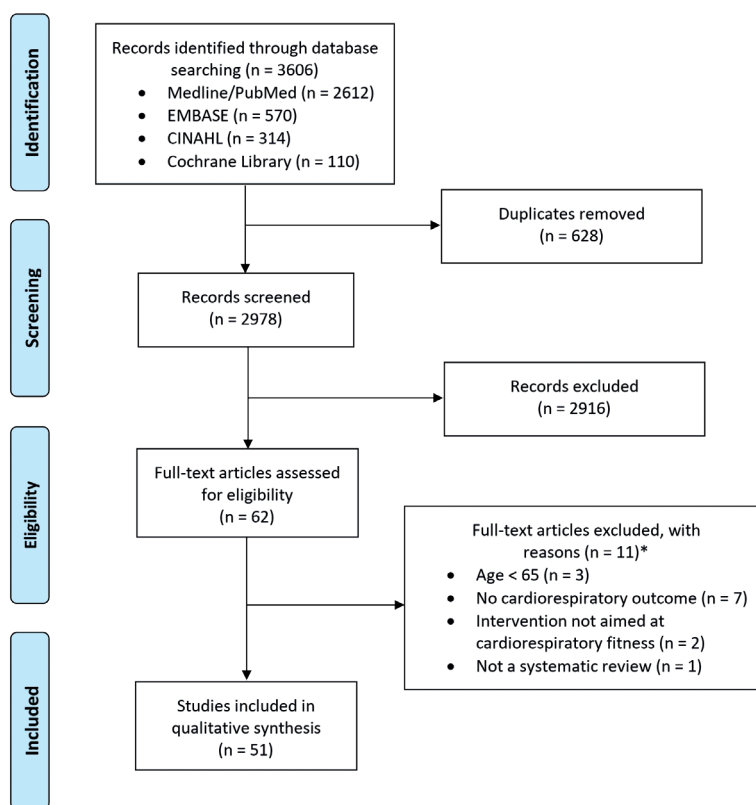 Identification
Records identified through database
searching (n = 3606)
• Medline/PubMed (n = 2612)
• EMBASE (n = 570)
• CINAHL (n = 314)
• Cochrane Library (n = 110)
Duplicates removed
(n = 628)
Screening
Records screened
(n = 2978)
Records excluded
(n = 2916)
Eligibility
Full-text articles assessed
for eligibility
(n = 62)
Full-text articles excluded, with
reasons (n = 11)*
• Age < 65 (n = 3)
• No cardiorespiratory outcome (n = 7)
• Intervention not aimed at
cardiorespiratory fitness (n = 2)
• Not a systematic review (n = 1)
Included
Studies included in
qualitative synthesis
(n = 51)